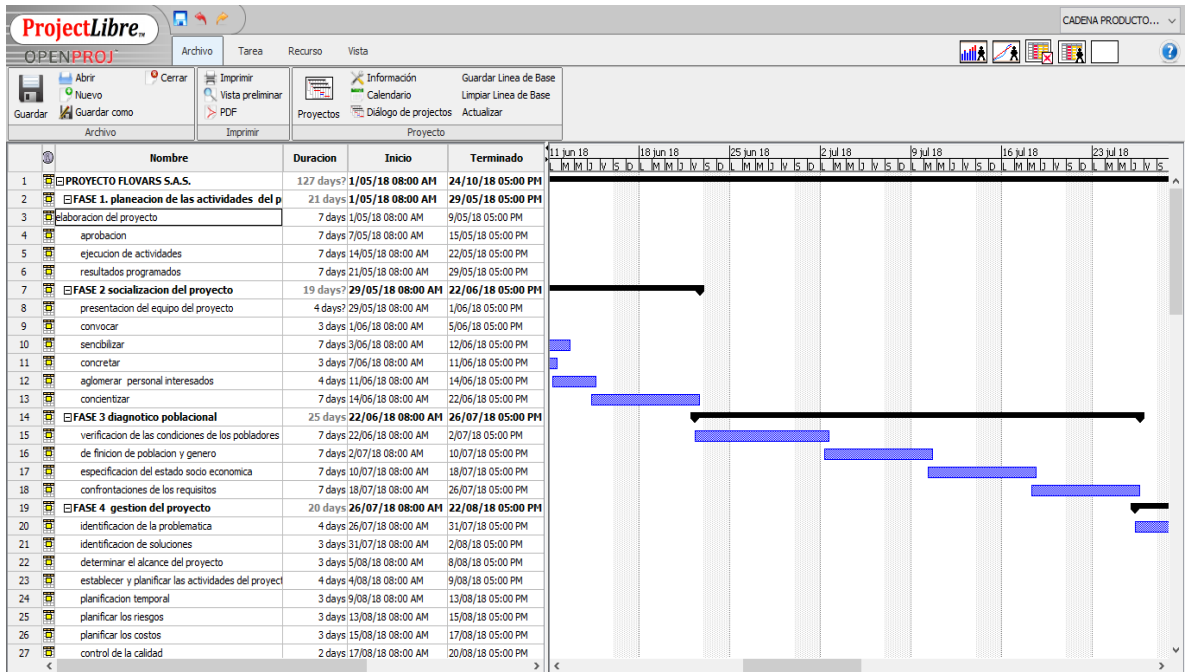 ProjectLibre™
OPENPROJ™
CADENA PRODUCTO...
Archivo Tarea Recurso Vista
Guardar
Abrir
Nuevo
Guardar como
Cerrar
Archivo
Imprimir
Vista preliminar
PDF
Imprimir
Proyectos
Información
Calendario
Diálogo de projectos
Guardar Linea de Base
Limpiar Linea de Base
Actualizar
Proyecto
Nombre Duracion Inicio Terminado
11 jun 18 18 jun 18 25 jun 18 2 jul 18 9 jul 18 16 jul 18 23 jul 18
L M M J V S D L M M J V S D L M M J V S D L M M J V S D L M M J V S D L M M J V S D L M M J V S
1 PROYECTO FLOVARS S.A.S. 127 days? 1/05/18 08:00 AM 24/10/18 05:00 PM
2 FASE 1. planeacion de las actividades del p 21 days 1/05/18 08:00 AM 29/05/18 05:00 PM
3 elaboracion del proyecto 7 days 1/05/18 08:00 AM 9/05/18 05:00 PM
4 aprobacion 7 days 7/05/18 08:00 AM 15/05/18 05:00 PM
5 ejecucion de actividades 7 days 14/05/18 08:00 AM 22/05/18 05:00 PM
6 resultados programados 7 days 21/05/18 08:00 AM 29/05/18 05:00 PM
7 FASE 2 socializacion del proyecto 19 days? 29/05/18 08:00 AM 22/06/18 05:00 PM
8 presentacion del equipo del proyecto 4 days? 29/05/18 08:00 AM 1/06/18 05:00 PM
9 convocar 3 days 1/06/18 08:00 AM 5/06/18 05:00 PM
10 sencibilizar 7 days 3/06/18 08:00 AM 12/06/18 05:00 PM
11 concretar 3 days 7/06/18 08:00 AM 11/06/18 05:00 PM
12 aglomerar personal interesados 4 days 11/06/18 08:00 AM 14/06/18 05:00 PM
13 concientizar 7 days 14/06/18 08:00 AM 22/06/18 05:00 PM
14 FASE 3 diagnotico poblacional 25 days 22/06/18 08:00 AM 26/07/18 05:00 PM
15 verificacion de las condiciones de los pobladores 7 days 22/06/18 08:00 AM 2/07/18 05:00 PM
16 de finicion de poblacion y genero 7 days 2/07/18 08:00 AM 10/07/18 05:00 PM
17 especificacion del estado socio economica 7 days 10/07/18 08:00 AM 18/07/18 05:00 PM
18 confrontaciones de los requisitos 7 days 18/07/18 08:00 AM 26/07/18 05:00 PM
19 FASE 4 gestion del proyecto 20 days 26/07/18 08:00 AM 22/08/18 05:00 PM
20 identificacion de la problematica 4 days 26/07/18 08:00 AM 31/07/18 05:00 PM
21 identificacion de soluciones 3 days 31/07/18 08:00 AM 2/08/18 05:00 PM
22 determinar el alcance del proyecto 3 days 5/08/18 08:00 AM 8/08/18 05:00 PM
23 establecer y planificar las actividades del proyect 4 days 4/08/18 08:00 AM 9/08/18 05:00 PM
24 planificacion temporal 3 days 9/08/18 08:00 AM 13/08/18 05:00 PM
25 planificar los riesgos 3 days 13/08/18 08:00 AM 15/08/18 05:00 PM
26 planificar los costos 3 days 15/08/18 08:00 AM 17/08/18 05:00 PM
27 control de la calidad 2 days 17/08/18 08:00 AM 20/08/18 05:00 PM